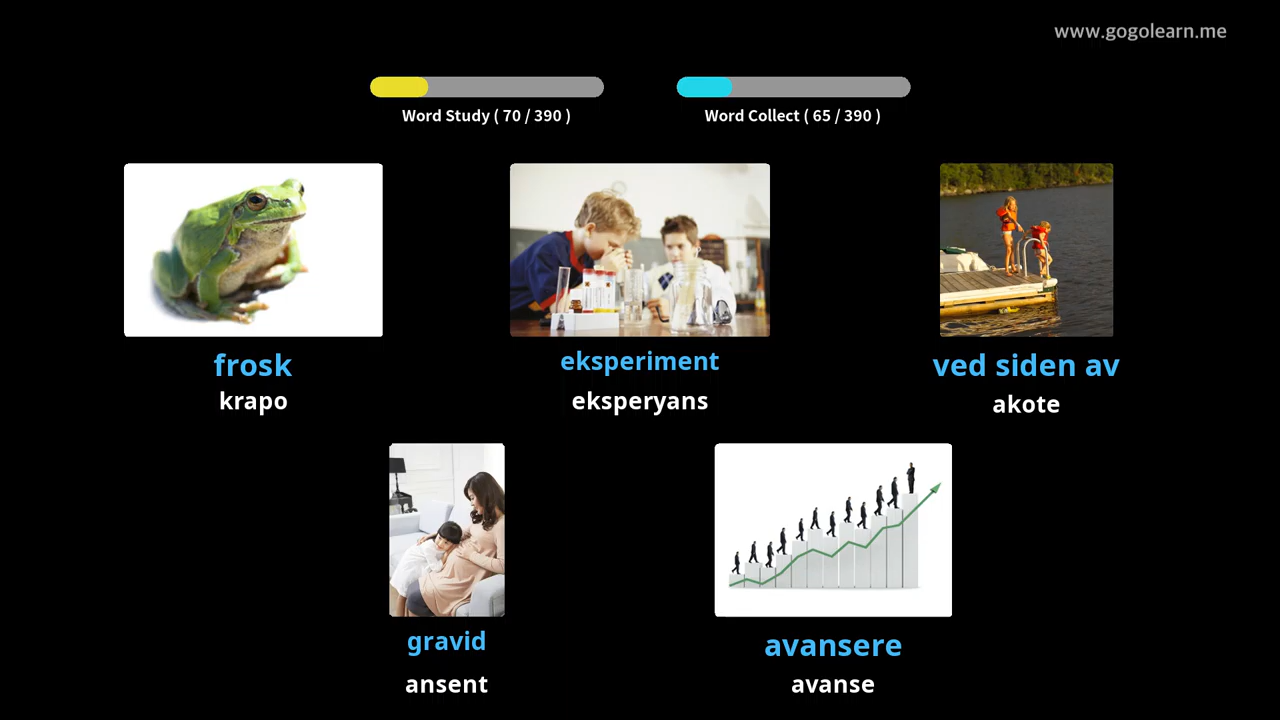 www.gogolearn.me
Word Study ( 70 / 390 )
Word Collect ( 65 / 390 )
frosk
krapo
eksperiment
eksperyans
ved siden av
akote
gravid
ansent
avansere
avanse